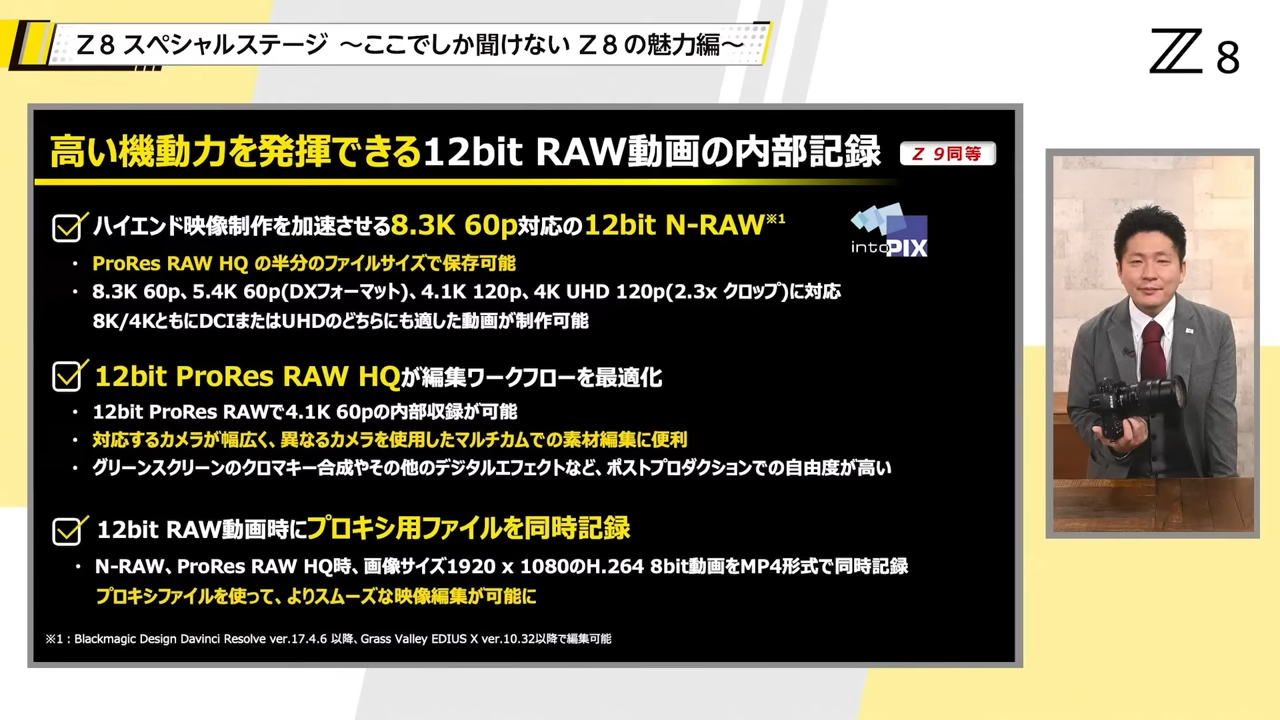 Z 8 スペシャルステージ ～ここでしか聞けない Z 8 の魅力編～
Z 8
高い機動力を発揮できる12bit RAW動画の内部記録
Z 9同等
ハイエンド映像制作を加速させる8.3K 60p対応の12bit N-RAW※1
intoPIX
・ ProRes RAW HQ の半分のファイルサイズで保存可能
・ 8.3K 60p、5.4K 60p(DXフォーマット)、4.1K 120p、4K UHD 120p(2.3x クロップ)に対応
8K/4KともにDCIまたはUHDのどちらにも適した動画が制作可能
12bit ProRes RAW HQが編集ワークフローを最適化
・ 12bit ProRes RAWで4.1K 60pの内部収録が可能
・ 対応するカメラが幅広く、異なるカメラを使用したマルチカムでの素材編集に便利
・ グリーンスクリーンのクロマキー合成やその他のデジタルエフェクトなど、ポストプロダクションでの自由度が高い
12bit RAW動画時にプロキシ用ファイルを同時記録
・ N-RAW、ProRes RAW HQ時、画像サイズ1920 x 1080のH.264 8bit動画をMP4形式で同時記録
プロキシファイルを使って、よりスムーズな映像編集が可能に
※1：Blackmagic Design Davinci Resolve ver.17.4.6 以降、Grass Valley EDIUS X ver.10.32以降で編集可能